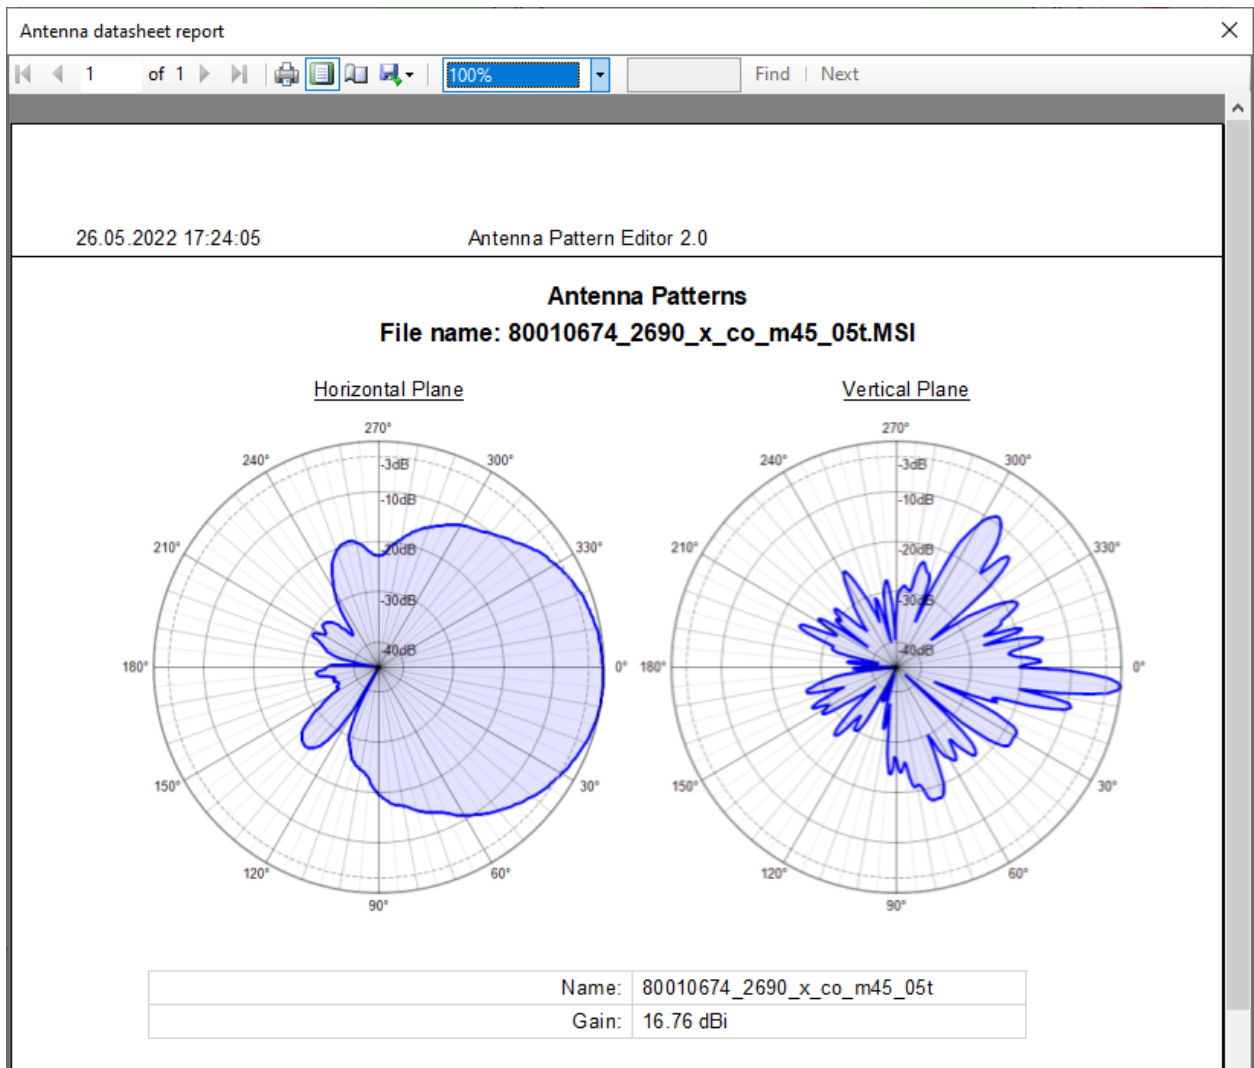 Antenna datasheet report
1 of 1 100% Find | Next
26.05.2022 17:24:05 Antenna Pattern Editor 2.0
Antenna Patterns
File name: 80010674_2690_x_co_m45_05t.MSI
Horizontal Plane Vertical Plane
270° 270°
240° -3dB 300° 240° -3dB 300°
-10dB -10dB
210° -20dB 330° 210° -20dB 330°
-30dB -30dB
-40dB -40dB
180° 0° 180° 0°
150° 30° 150° 30°
120° 60° 120° 60°
90° 90°
Name: 80010674_2690_x_co_m45_05t
Gain: 16.76 dBi